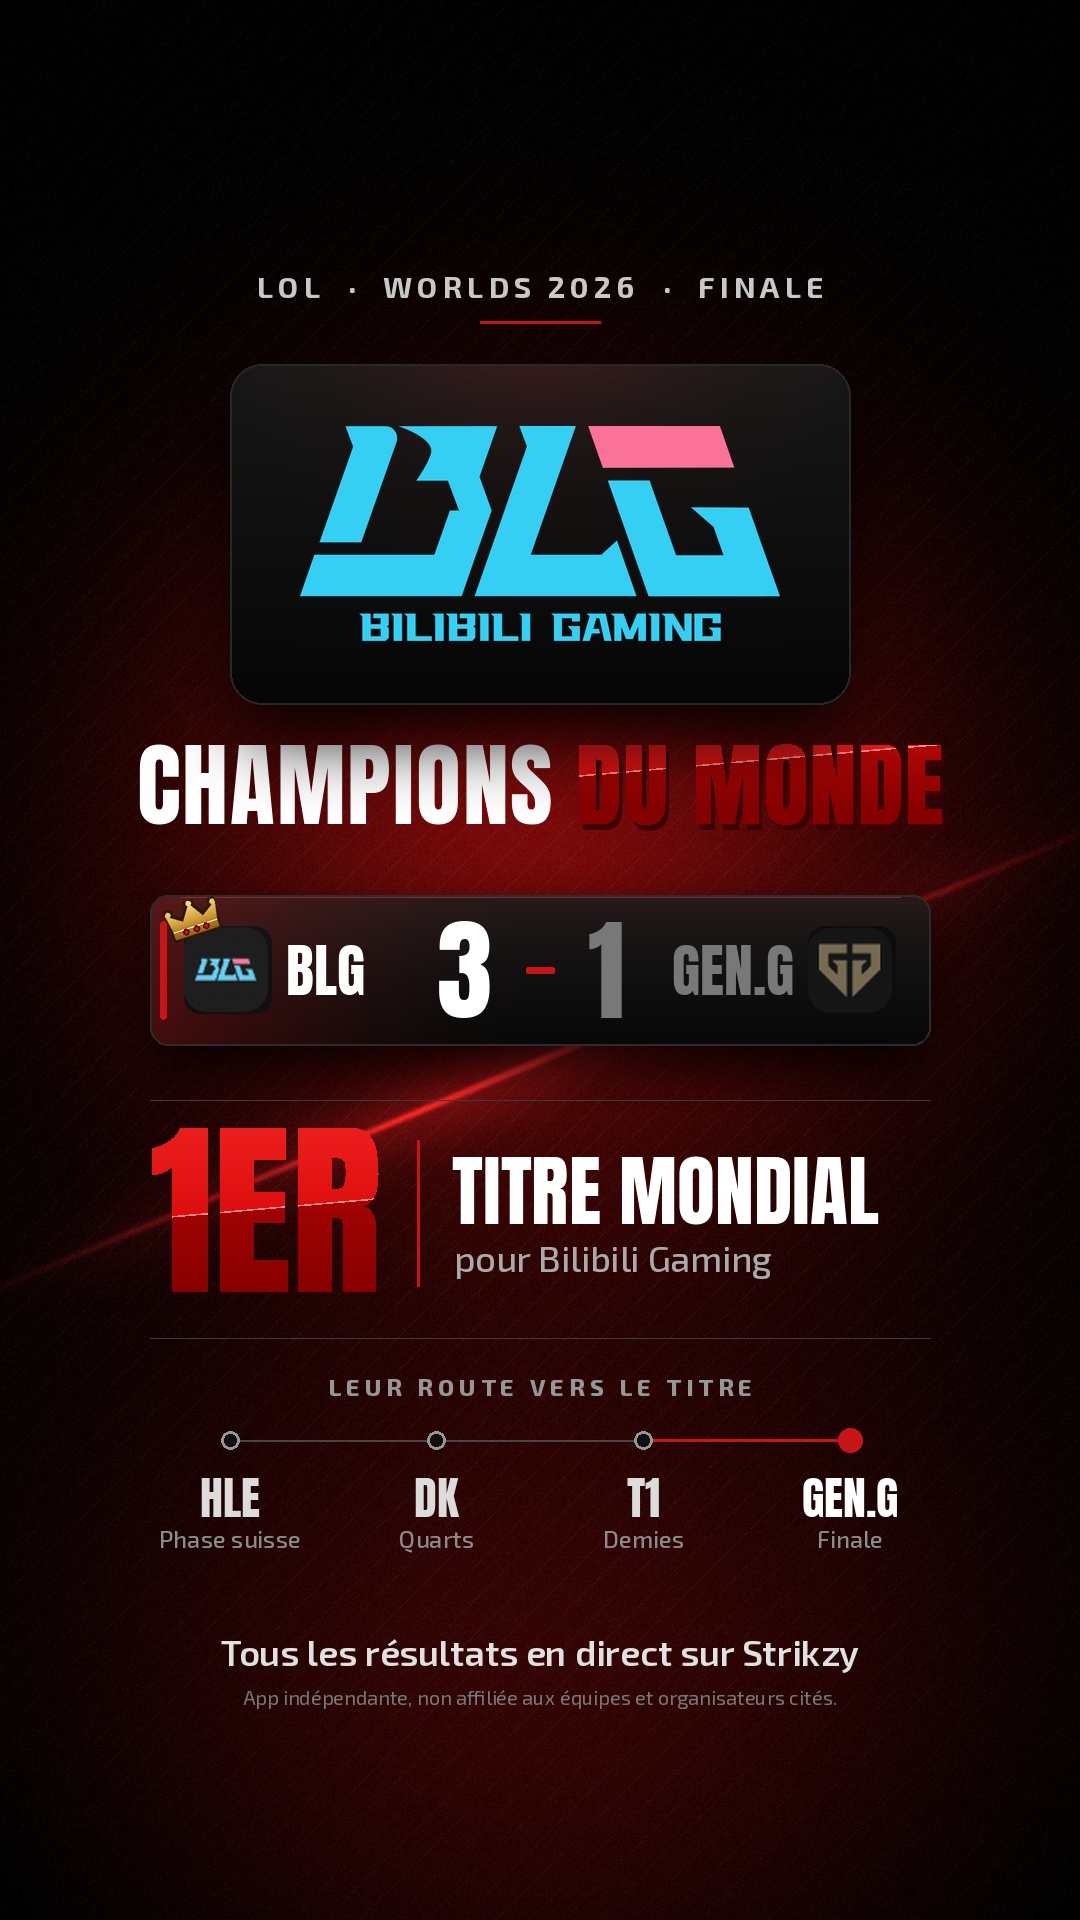 LOL · WORLDS 2026 · FINALE
BLG
BILIBILI GAMING
CHAMPIONS DU MONDE
BLG BLG 3 – 1 GEN.G
1ER
TITRE MONDIAL
pour Bilibili Gaming
LEUR ROUTE VERS LE TITRE
HLE DK T1 GEN.G
Phase suisse Quarts Demies Finale
Tous les résultats en direct sur Strikzy
App indépendante, non affiliée aux équipes et organisateurs cités.